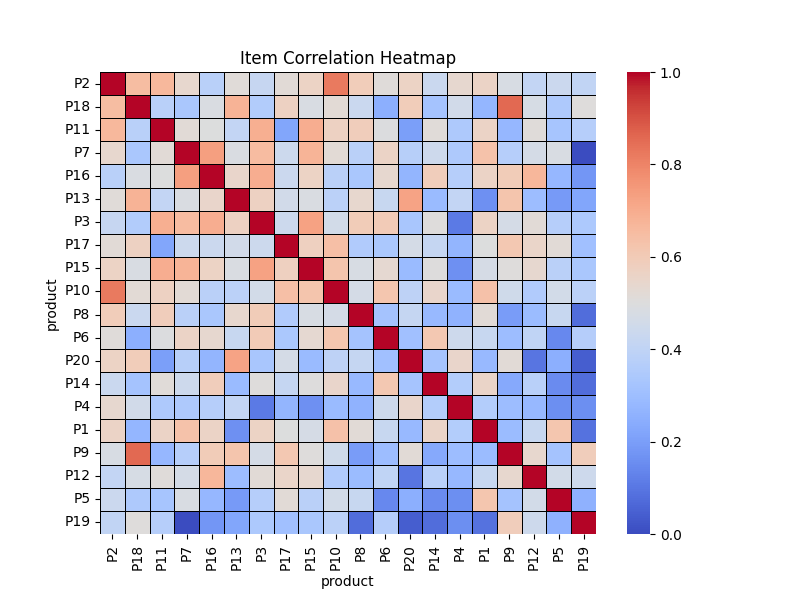 Item Correlation Heatmap
product
P2
P18
P11
P7
P16
P13
P3
P17
P15
P10
P8
P6
P20
P14
P4
P1
P9
P12
P5
P19
1.0
0.8
0.6
0.4
0.2
0.0
P2 P18 P11 P7 P16 P13 P3 P17 P15 P10 P8 P6 P20 P14 P4 P1 P9 P12 P5 P19
product